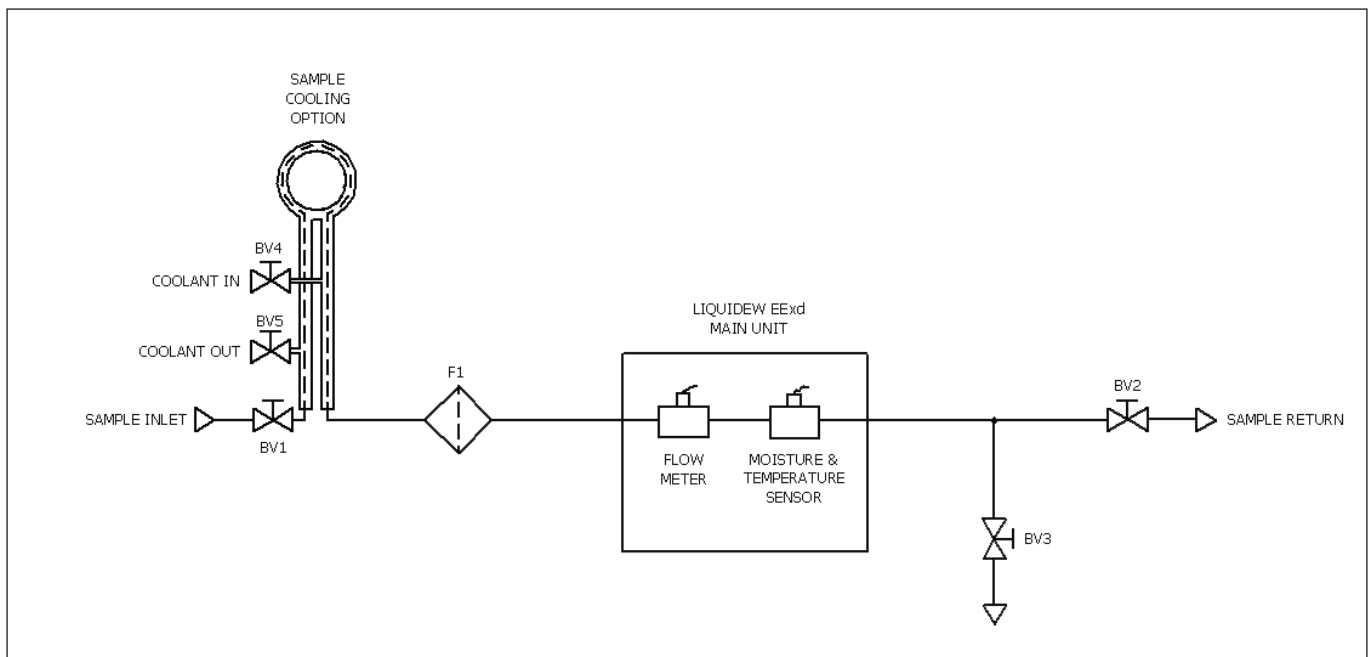 SAMPLE
COOLING
OPTION
BV4
COOLANT IN
BV5
COOLANT OUT
SAMPLE INLET
BV1
F1
LIQUIDEW EExd
MAIN UNIT
FLOW
METER
MOISTURE &
TEMPERATURE
SENSOR
BV2
SAMPLE RETURN
BV3